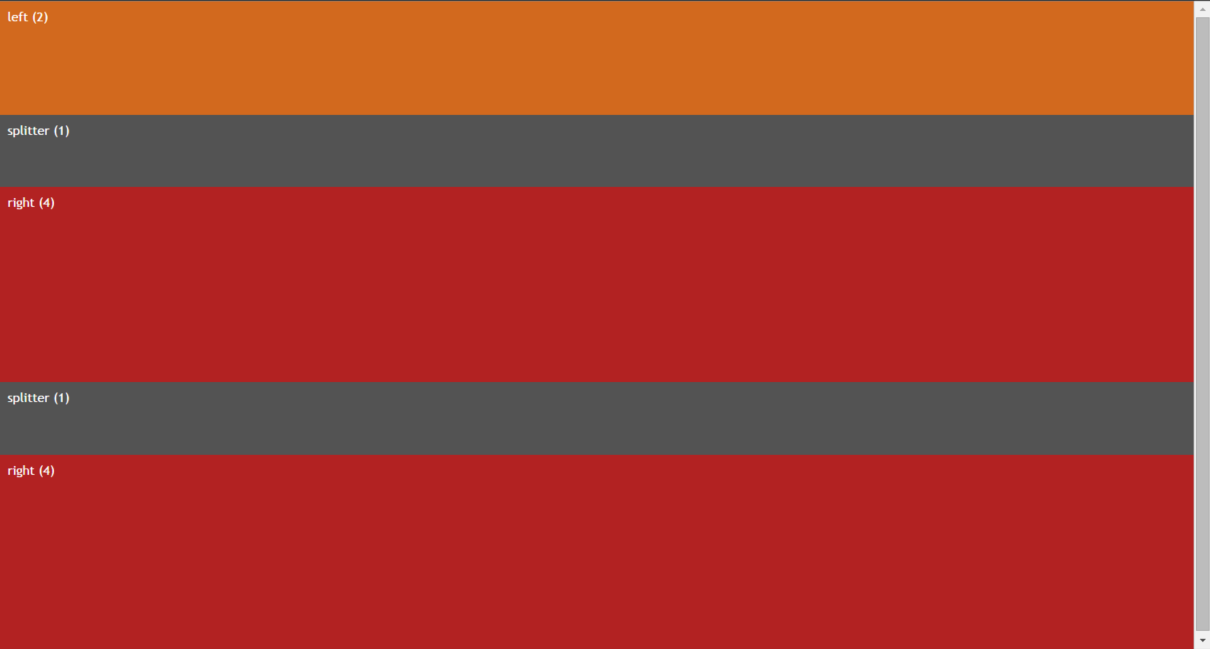 left (2)
splitter (1)
right (4)
splitter (1)
right (4)